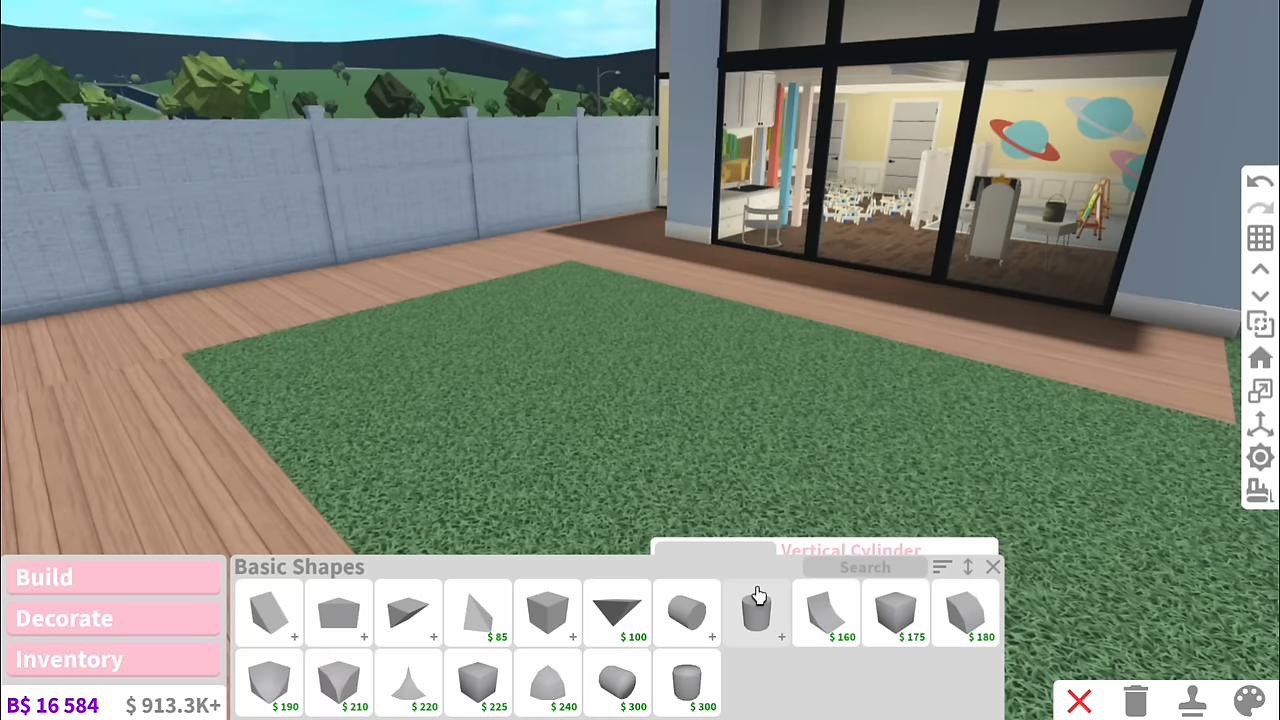 Vertical Cylinder
Basic Shapes
Search
+
+
+
$ 85
+
$ 100
+
+
$ 160
$ 175
$ 180
$ 190
$ 210
$ 220
$ 225
$ 240
$ 300
$ 300
Build
Decorate
Inventory
B$ 16 584
$ 913.3K+